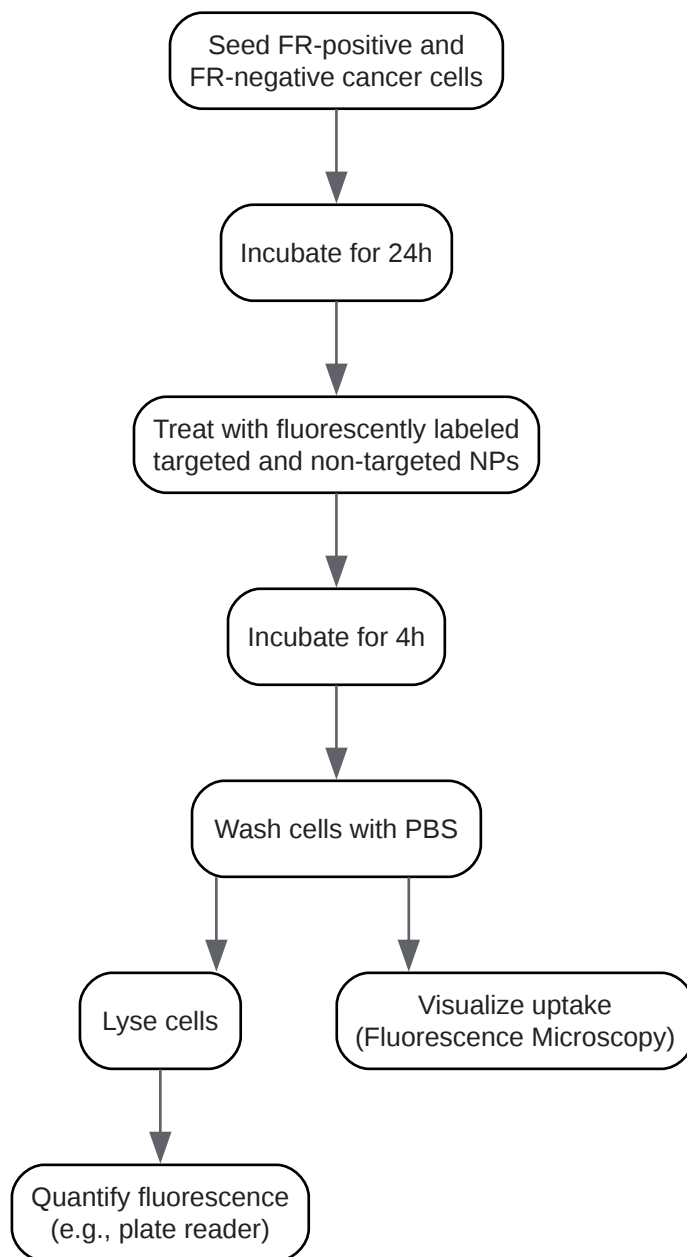 Seed FR-positive and
FR-negative cancer cells
Incubate for 24h
Treat with fluorescently labeled
targeted and non-targeted NPs
Incubate for 4h
Wash cells with PBS
Lyse cells
Visualize uptake
(Fluorescence Microscopy)
Quantify fluorescence
(e.g., plate reader)